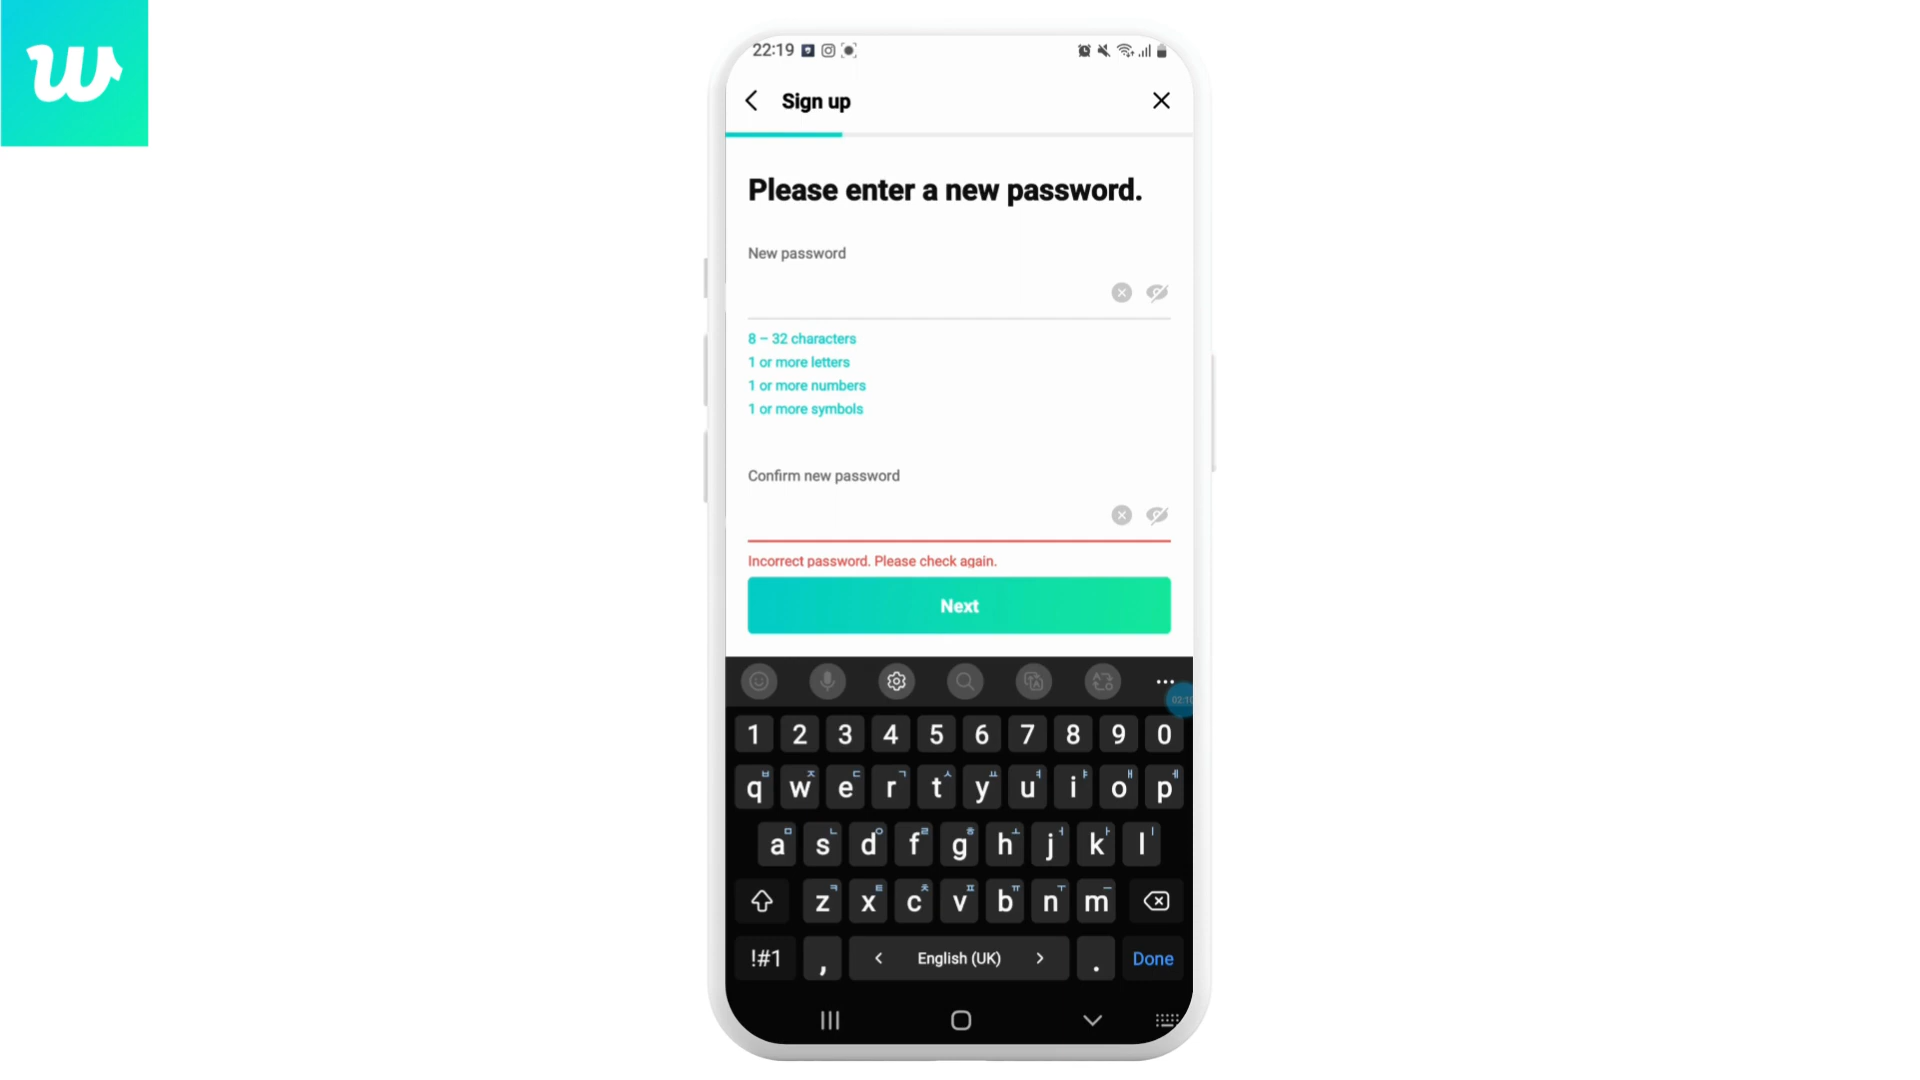 w
22:19
Sign up
Please enter a new password.
New password
8 – 32 characters
1 or more letters
1 or more numbers
1 or more symbols
Confirm new password
Incorrect password. Please check again.
Next
02:10
1 2 3 4 5 6 7 8 9 0
ㅂ ㅈ ㄷ ㄱ ㅅ ㅛ ㅕ ㅑ ㅐ ㅔ
q w e r t y u i o p
ㅁ ㄴ ㅇ ㄹ ㅎ ㅗ ㅓ ㅏ ㅣ
a s d f g h j k l
ㅋ ㅌ ㅊ ㅍ ㅠ ㅜ ㅡ
z x c v b n m
!#1 , < English (UK) > . Done